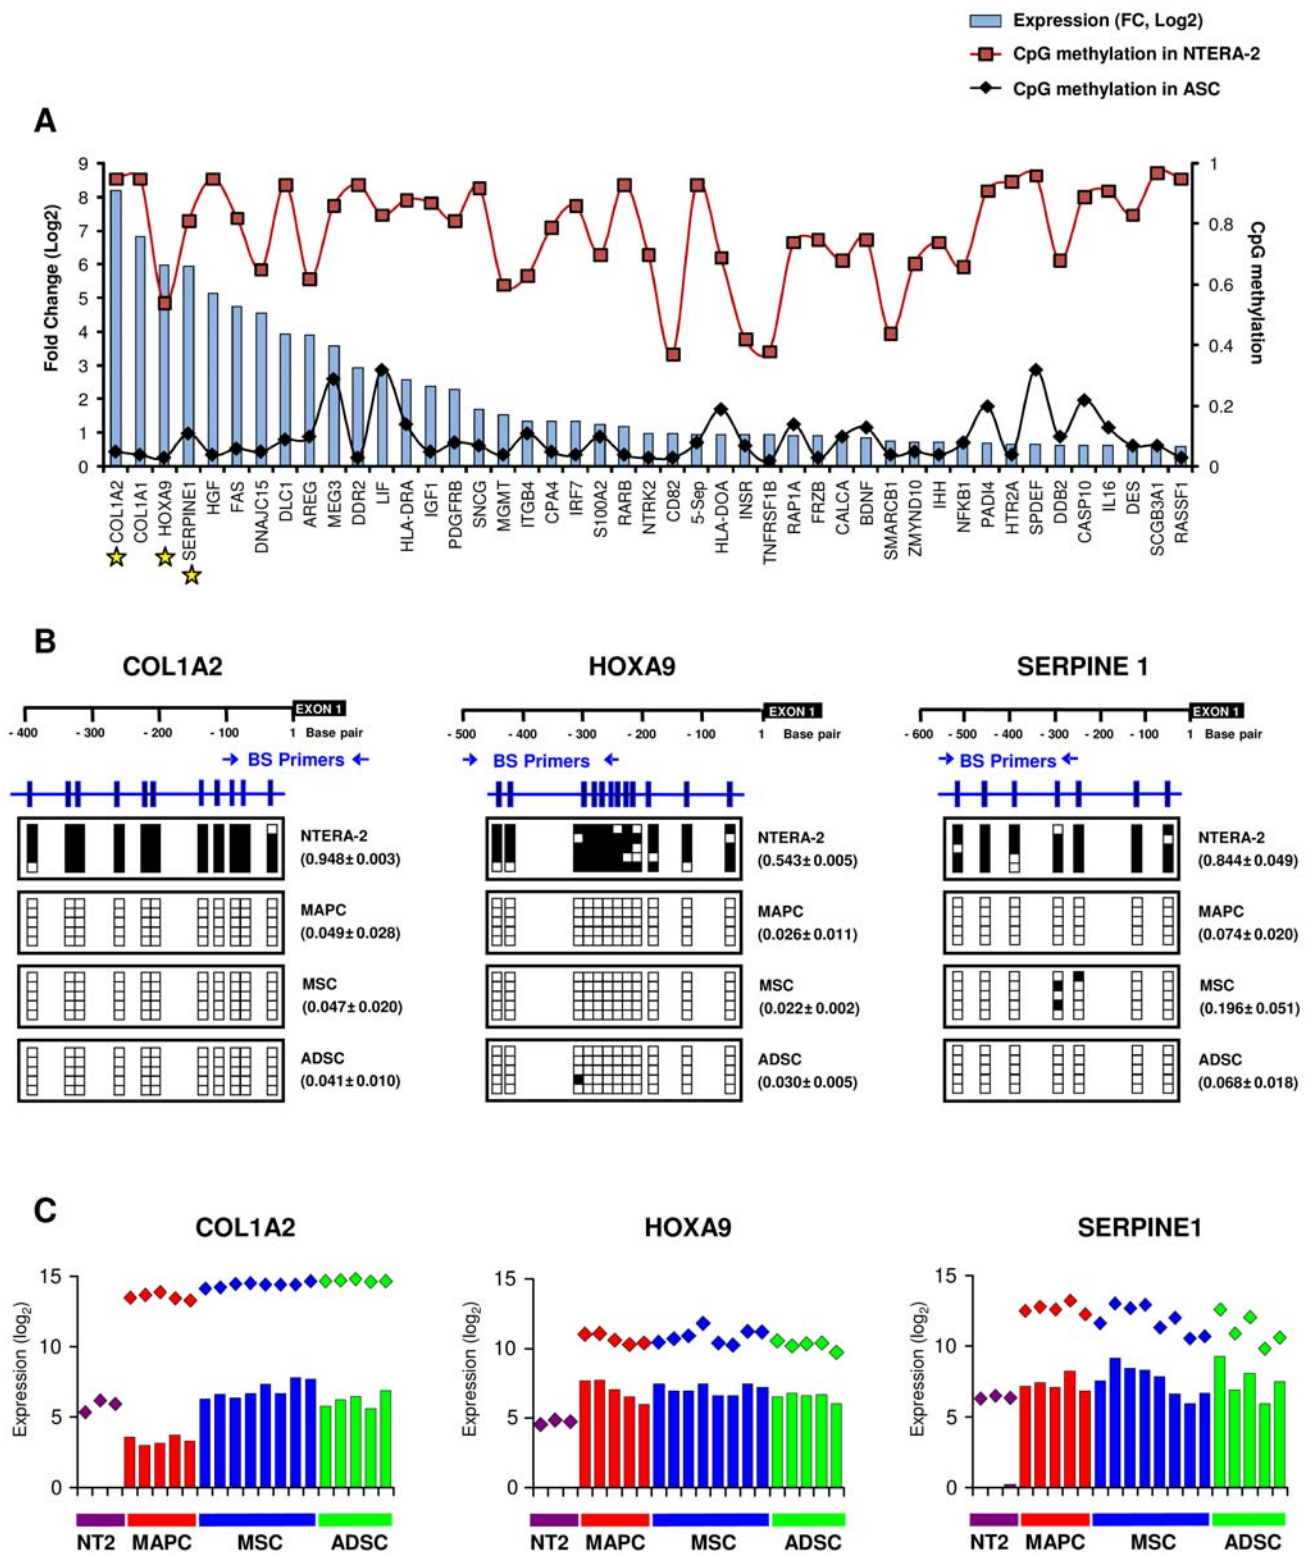 Expression (FC, Log2)
CpG methylation in NTERA-2
CpG methylation in ASC
A
Fold Change (Log2)
9
8
7
6
5
4
3
2
1
0
1
0.8
0.6
0.4
0.2
0
CpG methylation
COL1A2
COL1A1
HOXA9
SERPINE1
HGF
FAS
DNAJC15
DLC1
AREG
MEG3
DDR2
LIF
HLA-DRA
IGF1
PDGFRB
SNCG
MGMT
ITGB4
CPA4
IRF7
S100A2
RARB
NTRK2
CD82
5-Sep
HLA-DOA
INSR
TNFRSF1B
RAP1A
FRZB
CALCA
BDNF
SMARCB1
ZMYND10
IHH
NFKB1
PADI4
HTR2A
SPDEF
DDB2
CASP10
IL16
DES
SCGB3A1
RASSF1
B
COL1A2
EXON 1
- 400 - 300 - 200 - 100 1 Base pair
BS Primers
NTERA-2
(0.948± 0.003)
MAPC
(0.049± 0.028)
MSC
(0.047± 0.020)
ADSC
(0.041± 0.010)
HOXA9
EXON 1
- 500 - 400 - 300 - 200 - 100 1 Base pair
BS Primers
NTERA-2
(0.543± 0.005)
MAPC
(0.026± 0.011)
MSC
(0.022± 0.002)
ADSC
(0.030± 0.005)
SERPINE 1
EXON 1
- 600 - 500 - 400 - 300 - 200 - 100 1 Base pair
BS Primers
NTERA-2
(0.844± 0.049)
MAPC
(0.074± 0.020)
MSC
(0.196± 0.051)
ADSC
(0.068± 0.018)
C
COL1A2
Expression (log2)
15
10
5
0
NT2 MAPC MSC ADSC
HOXA9
Expression (log2)
15
10
5
0
NT2 MAPC MSC ADSC
SERPINE1
Expression (log2)
15
10
5
0
NT2 MAPC MSC ADSC